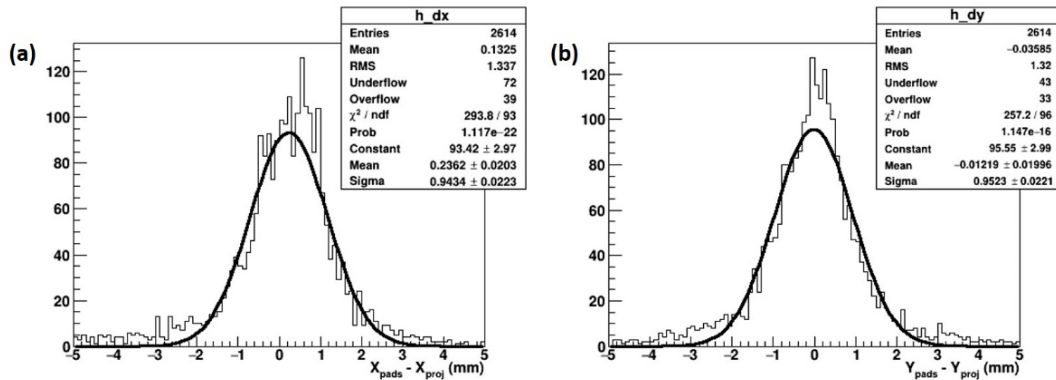 (a)
h_dx
Entries 2614
Mean 0.1325
RMS 1.337
Underflow 72
Overflow 39
χ² / ndf 293.8 / 93
Prob 1.117e−22
Constant 93.42 ± 2.97
Mean 0.2362 ± 0.0203
Sigma 0.9434 ± 0.0223
120
100
80
60
40
20
0
−5 −4 −3 −2 −1 0 1 2 3 4 5
X_pads - X_proj (mm)
(b)
h_dy
Entries 2614
Mean −0.03585
RMS 1.32
Underflow 43
Overflow 33
χ² / ndf 257.2 / 96
Prob 1.147e−16
Constant 95.55 ± 2.99
Mean −0.01219 ± 0.01996
Sigma 0.9523 ± 0.0221
120
100
80
60
40
20
0
−5 −4 −3 −2 −1 0 1 2 3 4 5
Y_pads - Y_proj (mm)